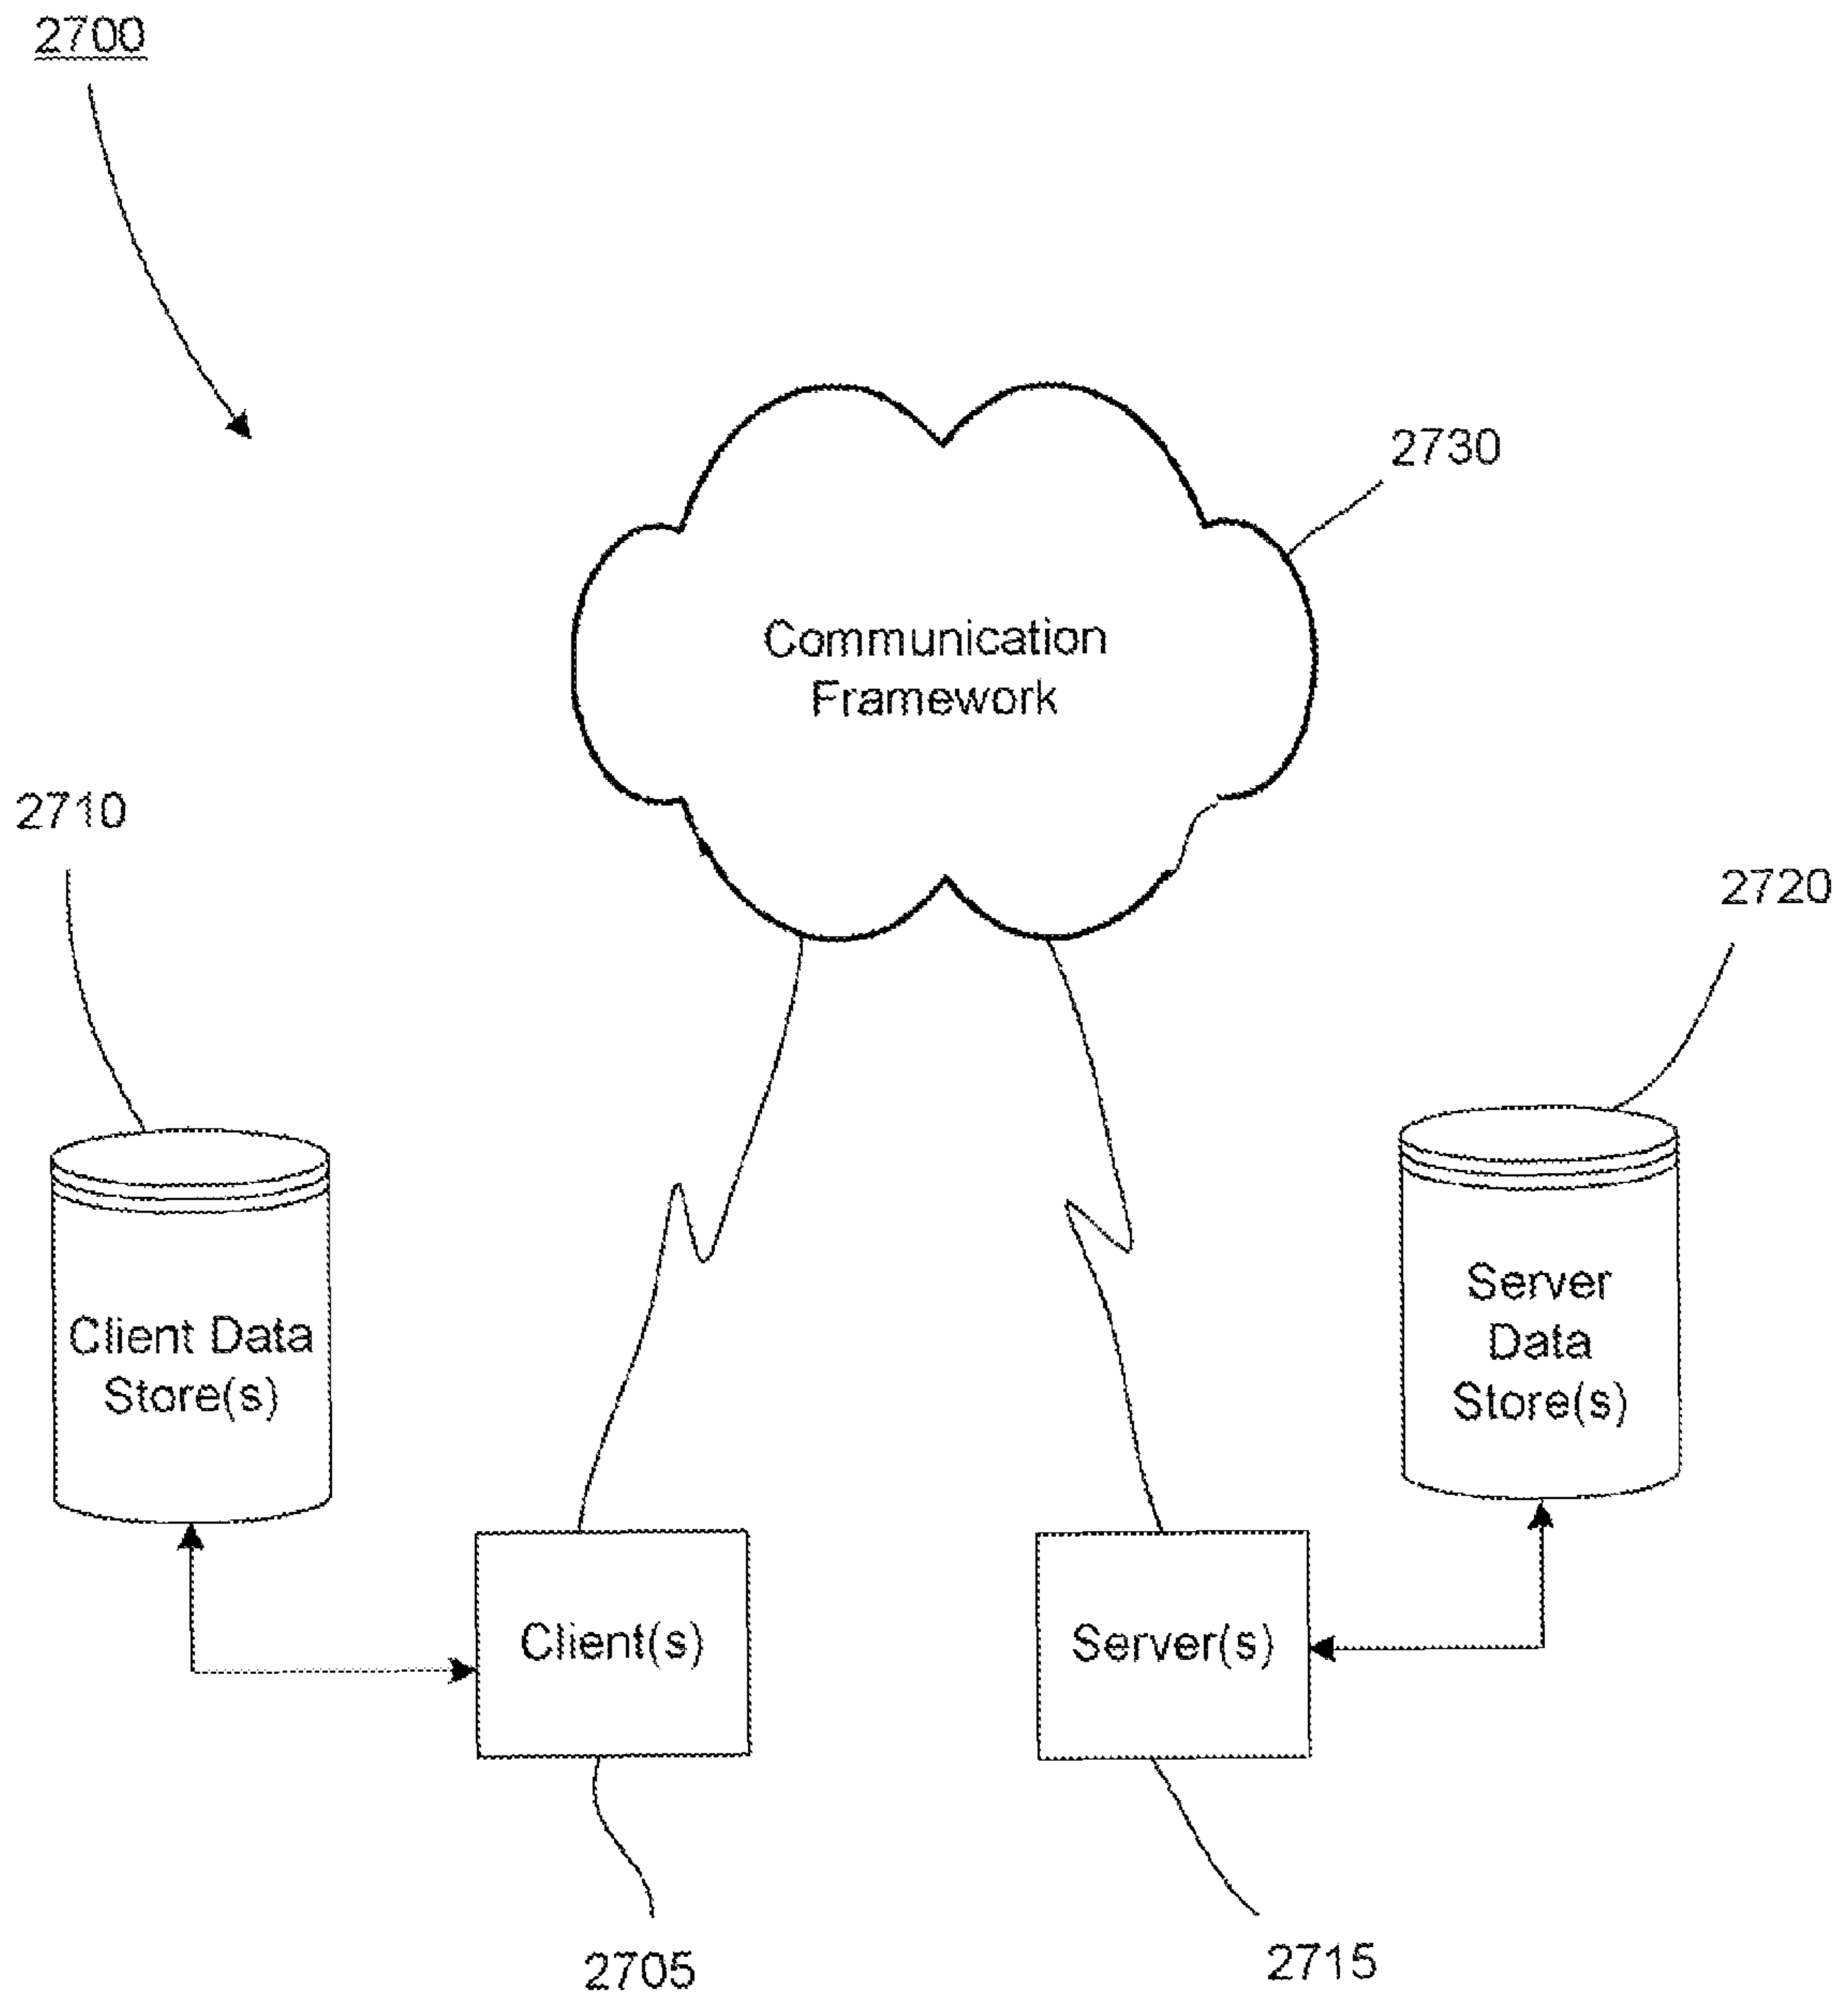 2700
2730
Communication
Framework
2710
2720
Client Data
Store(s)
Server
Data
Store(s)
Client(s)
Server(s)
2705
2715